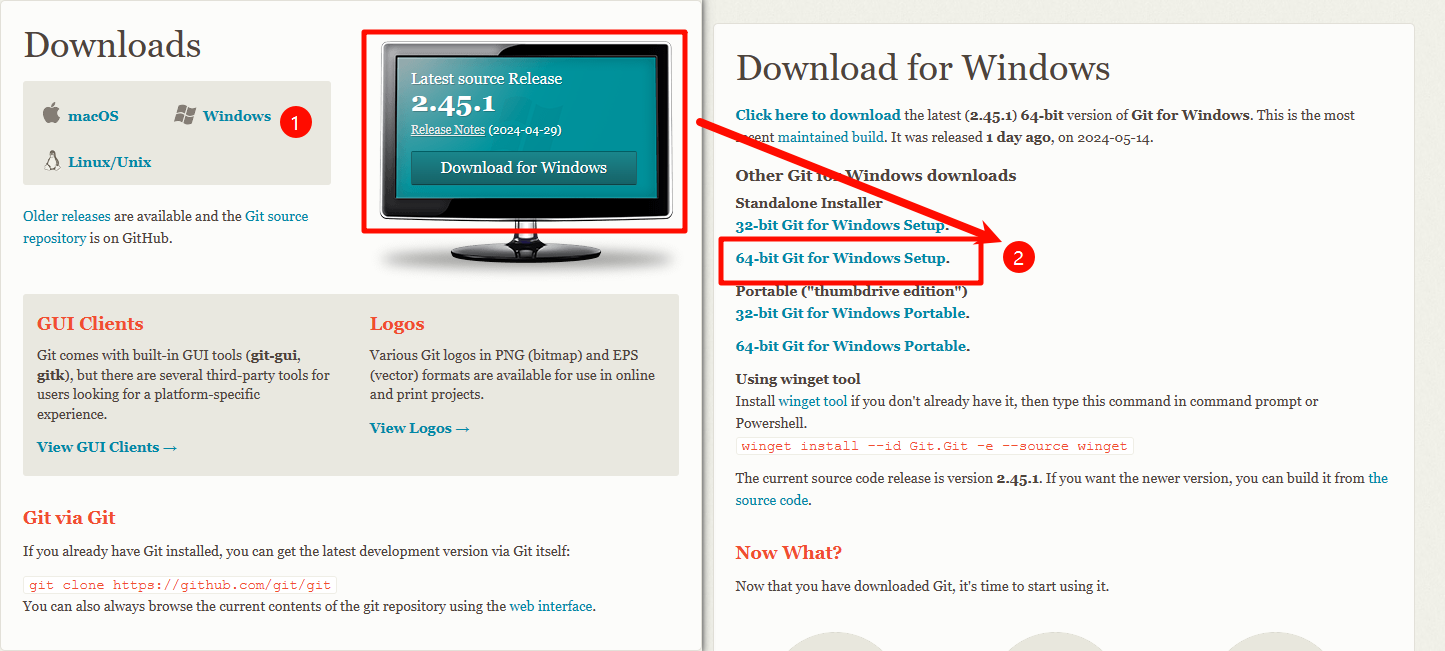 Downloads
macOS
Windows
1
Linux/Unix
Older releases are available and the Git source
repository is on GitHub.
Latest source Release
2.45.1
Release Notes (2024-04-29)
Download for Windows
GUI Clients
Git comes with built-in GUI tools (git-gui,
gitk), but there are several third-party tools for
users looking for a platform-specific
experience.
View GUI Clients →
Logos
Various Git logos in PNG (bitmap) and EPS
(vector) formats are available for use in online
and print projects.
View Logos →
Git via Git
If you already have Git installed, you can get the latest development version via Git itself:
git clone https://github.com/git/git
You can also always browse the current contents of the git repository using the web interface.
Download for Windows
Click here to download the latest (2.45.1) 64-bit version of Git for Windows. This is the most
recent maintained build. It was released 1 day ago, on 2024-05-14.
Other Git for Windows downloads
Standalone Installer
32-bit Git for Windows Setup.
64-bit Git for Windows Setup.
2
Portable ("thumbdrive edition")
32-bit Git for Windows Portable.
64-bit Git for Windows Portable.
Using winget tool
Install winget tool if you don't already have it, then type this command in command prompt or
Powershell.
winget install --id Git.Git -e --source winget
The current source code release is version 2.45.1. If you want the newer version, you can build it from the
source code.
Now What?
Now that you have downloaded Git, it's time to start using it.